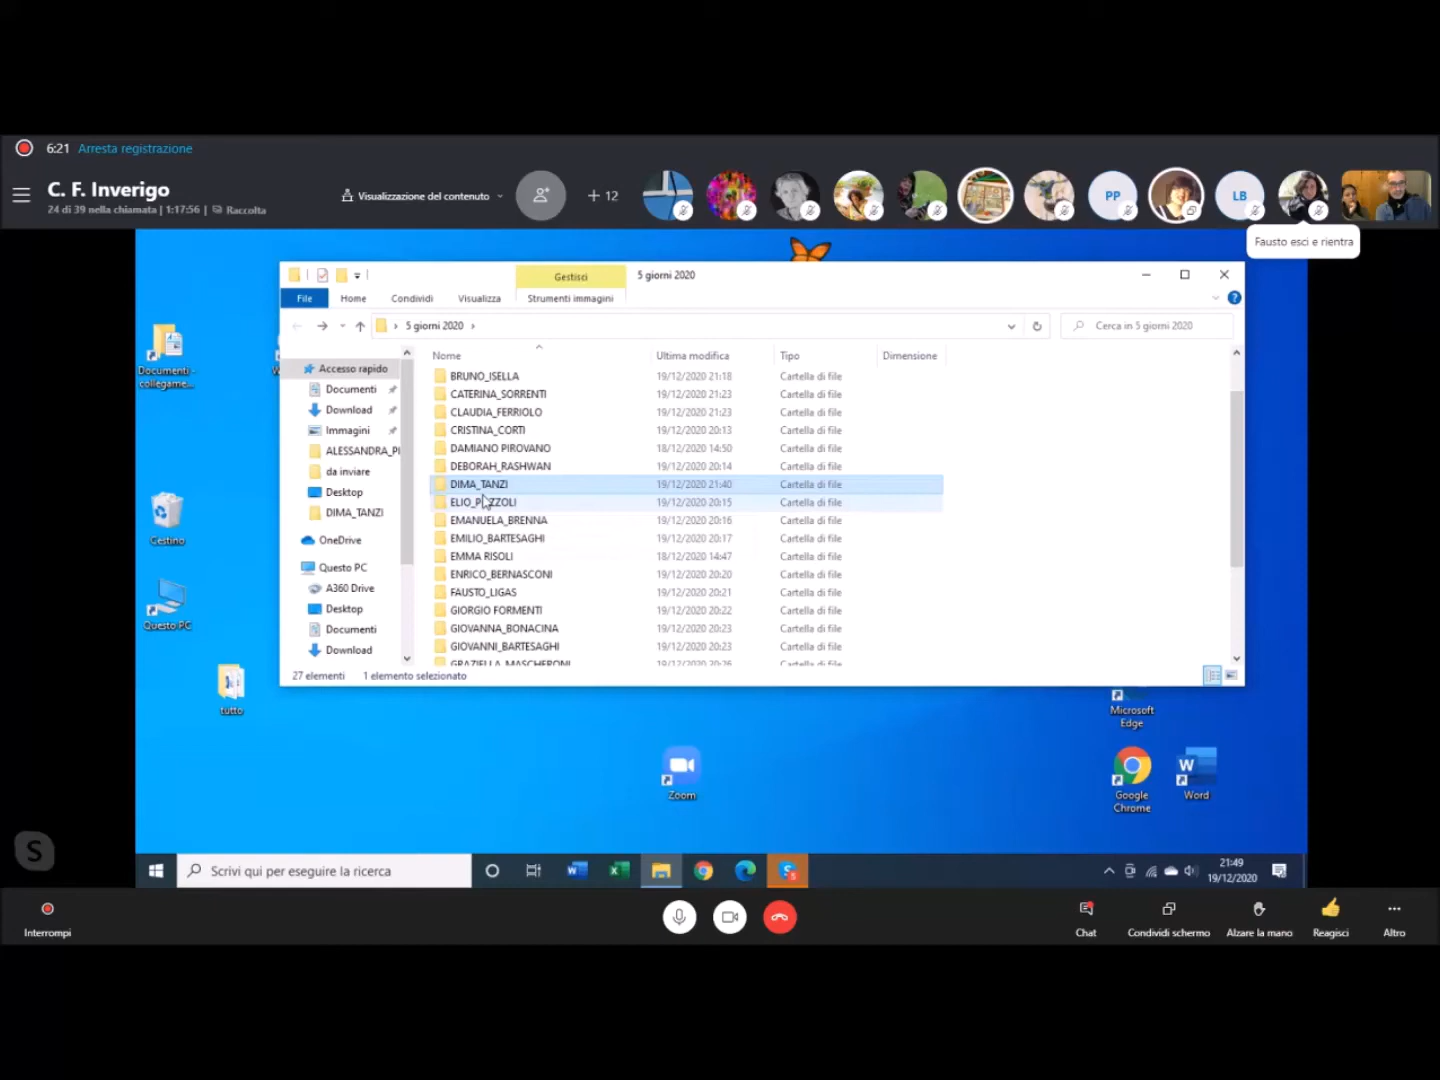 6:21 Arresta registrazione
C. F. Inverigo
24 di 39 nella chiamata | 1:17:56 | Raccolta
Visualizzazione del contenuto
+ 12
PP
LB
Fausto esci e rientra
Gestisci
5 giorni 2020
File Home Condividi Visualizza Strumenti immagini
5 giorni 2020
Cerca in 5 giorni 2020
Nome Ultima modifica Tipo Dimensione
Accesso rapido
Documenti
Download
Immagini
ALESSANDRA_PI
da inviare
Desktop
DIMA_TANZI
OneDrive
Questo PC
A360 Drive
Desktop
Documenti
Download
BRUNO_ISELLA 19/12/2020 21:18 Cartella di file
CATERINA_SORRENTI 19/12/2020 21:23 Cartella di file
CLAUDIA_FERRIOLO 19/12/2020 21:23 Cartella di file
CRISTINA_CORTI 19/12/2020 20:13 Cartella di file
DAMIANO PIROVANO 18/12/2020 14:50 Cartella di file
DEBORAH_RASHWAN 19/12/2020 20:14 Cartella di file
DIMA_TANZI 19/12/2020 21:40 Cartella di file
ELIO_POZZOLI 19/12/2020 20:15 Cartella di file
EMANUELA_BRENNA 19/12/2020 20:16 Cartella di file
EMILIO_BARTESAGHI 19/12/2020 20:17 Cartella di file
EMMA RISOLI 18/12/2020 14:47 Cartella di file
ENRICO_BERNASCONI 19/12/2020 20:20 Cartella di file
FAUSTO_LIGAS 19/12/2020 20:21 Cartella di file
GIORGIO FORMENTI 19/12/2020 20:22 Cartella di file
GIOVANNA_BONACINA 19/12/2020 20:23 Cartella di file
GIOVANNI_BARTESAGHI 19/12/2020 20:23 Cartella di file
GRAZIELLA_MASCHERONI 19/12/2020 20:26 Cartella di file
27 elementi 1 elemento selezionato
Documenti -
collegame...
Cestino
Questo PC
tutto
Zoom
Microsoft
Edge
Google
Chrome
Word
Scrivi qui per eseguire la ricerca
21:49
19/12/2020
Interrompi
Chat
Condividi schermo
Alzare la mano
Reagisci
Altro